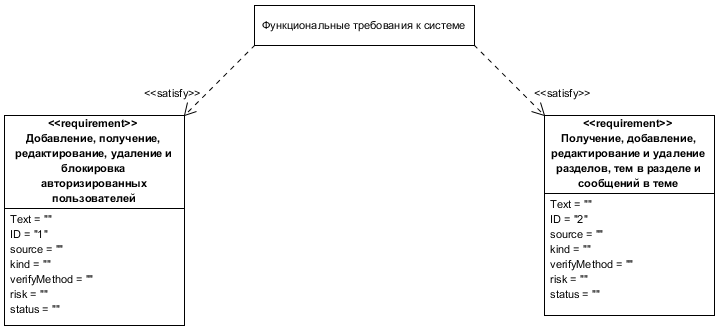 Функциональные требования к системе
<<satisfy>>
<<satisfy>>
<<requirement>>
Добавление, получение,
редактирование, удаление и
блокировка
авторизированных
пользователей
Text = ""
ID = "1"
source = ""
kind = ""
verifyMethod = ""
risk = ""
status = ""
<<requirement>>
Получение, добавление,
редактирование и удаление
разделов, тем в разделе и
сообщений в теме
Text = ""
ID = "2"
source = ""
kind = ""
verifyMethod = ""
risk = ""
status = ""